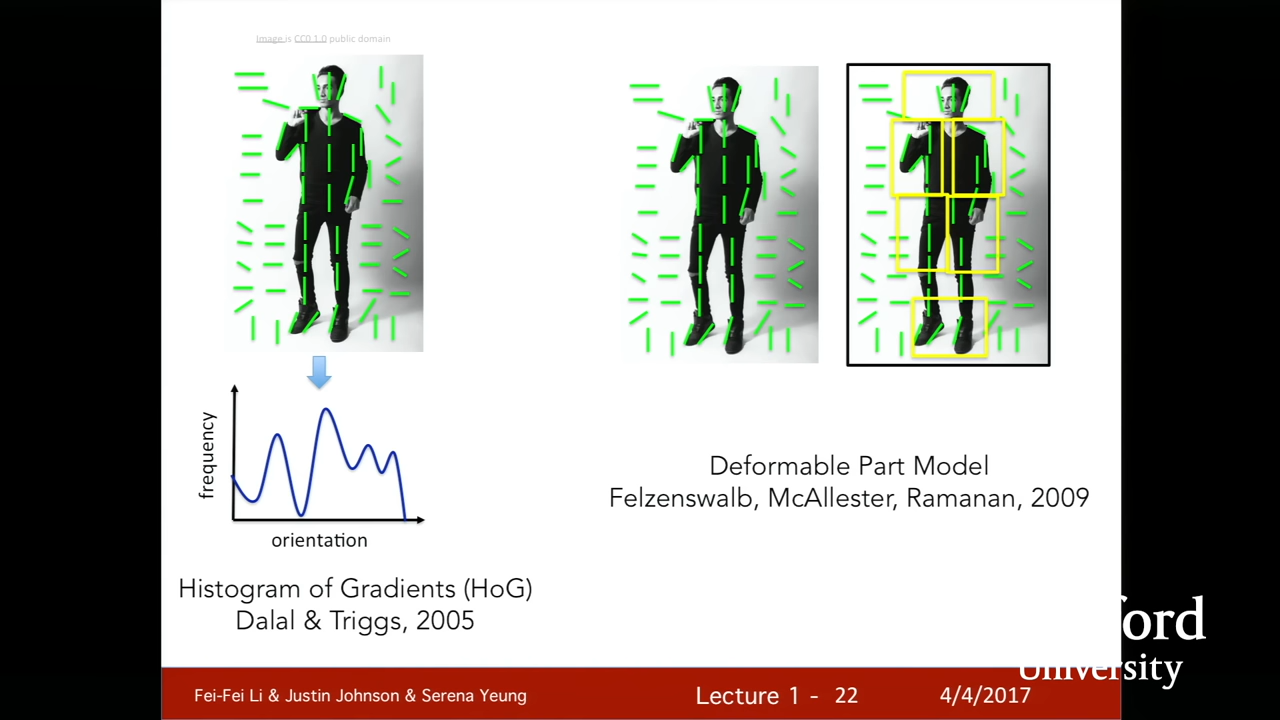 Image is CC0 1.0 public domain
frequency
orientation
Histogram of Gradients (HoG)
Dalal & Triggs, 2005
Deformable Part Model
Felzenswalb, McAllester, Ramanan, 2009
ford
University
Fei-Fei Li & Justin Johnson & Serena Yeung
Lecture 1 - 22
4/4/2017